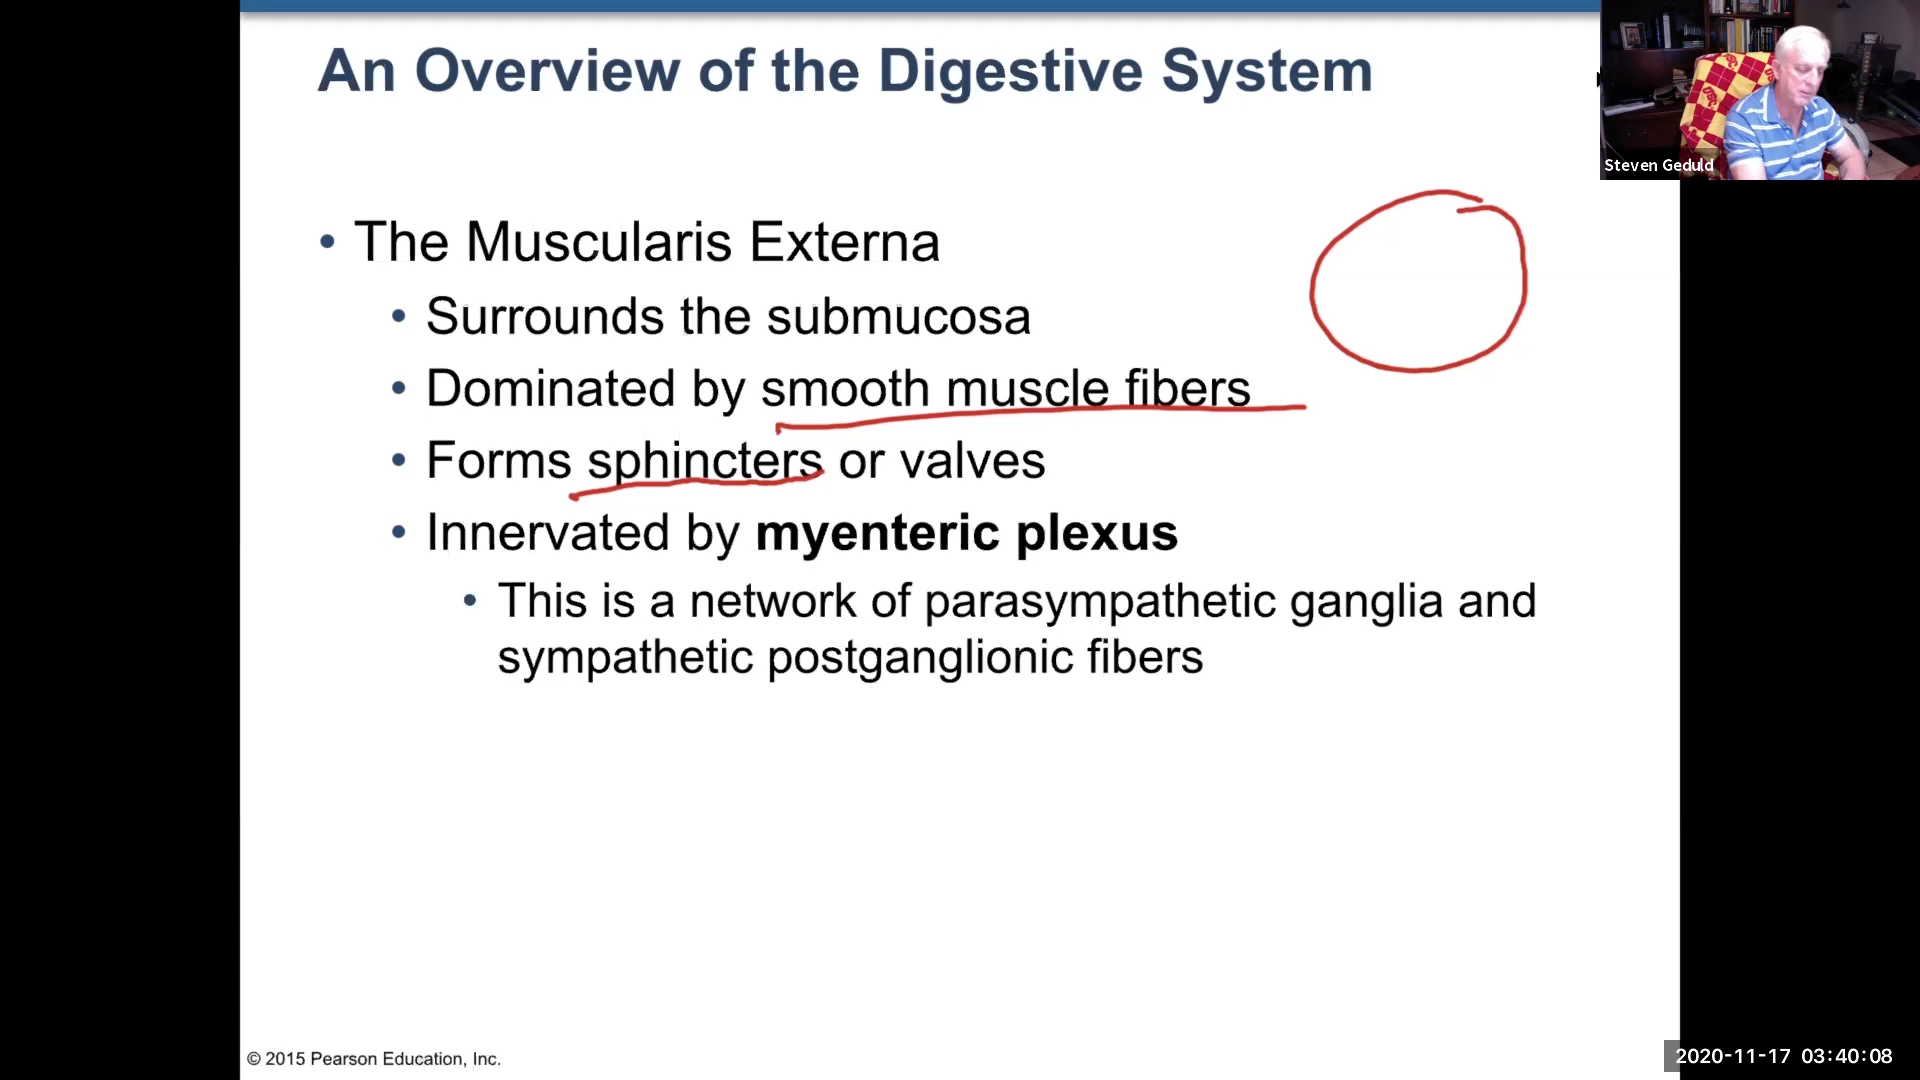 An Overview of the Digestive System
Steven Geduld
• The Muscularis Externa
• Surrounds the submucosa
• Dominated by smooth muscle fibers
• Forms sphincters or valves
• Innervated by myenteric plexus
• This is a network of parasympathetic ganglia and
sympathetic postganglionic fibers
© 2015 Pearson Education, Inc.
2020-11-17 03:40:08